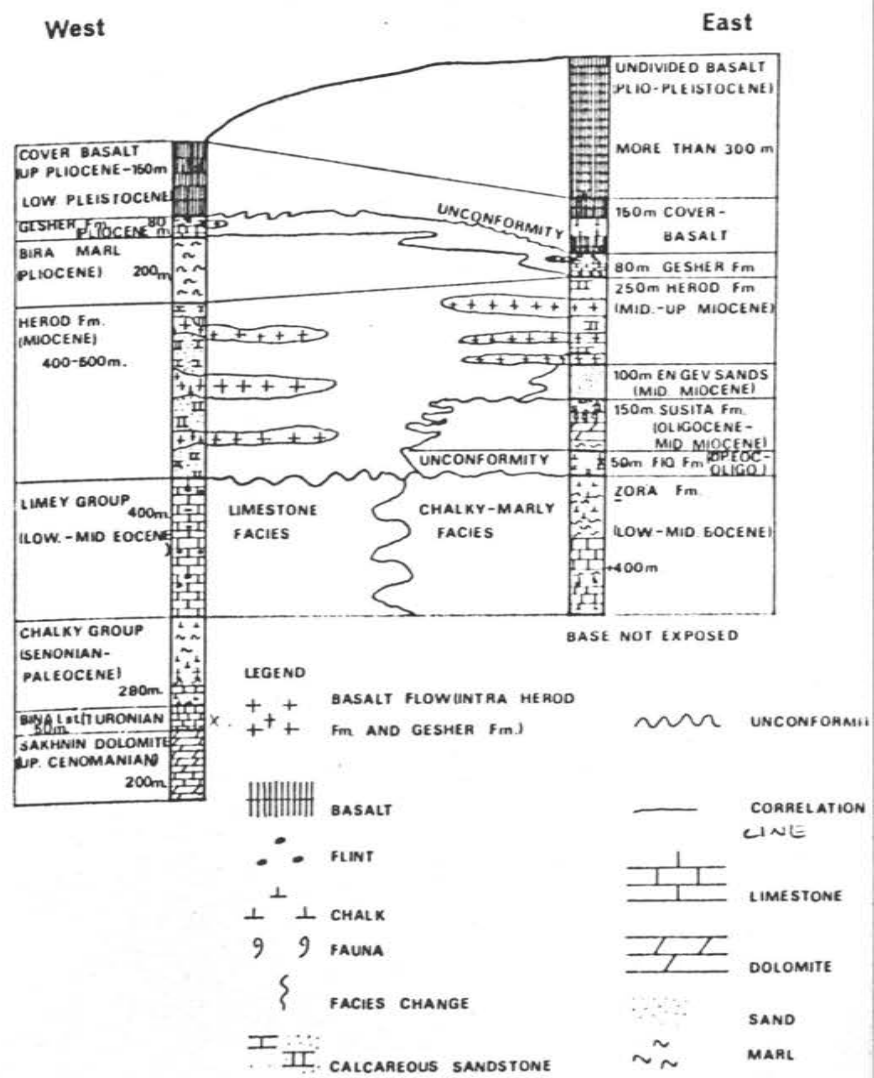 West
East
COVER BASALT
(UP PLIOCENE-150m
LOW PLEISTOCENE)
GESHER Fm. 80
(PLIOCENE m
BIRA MARL
(PLIOCENE)
200m
HEROD Fm.
(MIOCENE)
400-500m.
LIMEY GROUP
400m.
(LOW.-MID EOCENE
)
CHALKY GROUP
(SENONIAN-
PALEOCENE)
280m.
BINA Lst(TURONIAN
50m.
SAKHNIN DOLOMITE
(UP. CENOMANIAN)
200m.
UNCONFORMITY
UNCONFORMITY
LIMESTONE
FACIES
CHALKY-MARLY
FACIES
UNDIVIDED BASALT
(PLIO-PLEISTOCENE)
MORE THAN 300 m
150m COVER-
BASALT
80m GESHER Fm
250m HEROD Fm
(MID.-UP MIOCENE)
100m EN GEV SANDS
(MID. MIOCENE)
150m. SUSITA Fm.
(OLIGOCENE-
MID MIOCENE)
50m FIQ Fm (UPEOC-
OLIGO.)
ZORA Fm.
(LOW-MID. EOCENE)
+400m
BASE NOT EXPOSED
X
LEGEND
BASALT FLOW(INTRA HEROD
Fm. AND GESHER Fm.)
BASALT
FLINT
CHALK
FAUNA
FACIES CHANGE
CALCAREOUS SANDSTONE
UNCONFORMIT
CORRELATION
LINE
LIMESTONE
DOLOMITE
SAND
MARL